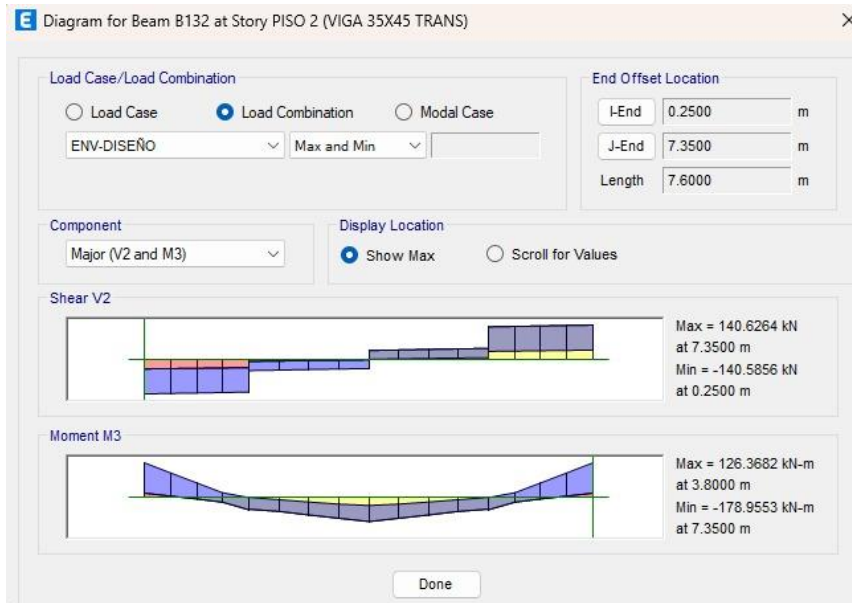 E Diagram for Beam B132 at Story PISO 2 (VIGA 35X45 TRANS)
Load Case/Load Combination
Load Case Load Combination Modal Case
ENV-DISEÑO Max and Min
End Offset Location
I-End 0.2500 m
J-End 7.3500 m
Length 7.6000 m
Component
Major (V2 and M3)
Display Location
Show Max Scroll for Values
Shear V2
Max = 140.6264 kN
at 7.3500 m
Min = -140.5856 kN
at 0.2500 m
Moment M3
Max = 126.3682 kN-m
at 3.8000 m
Min = -178.9553 kN-m
at 7.3500 m
Done